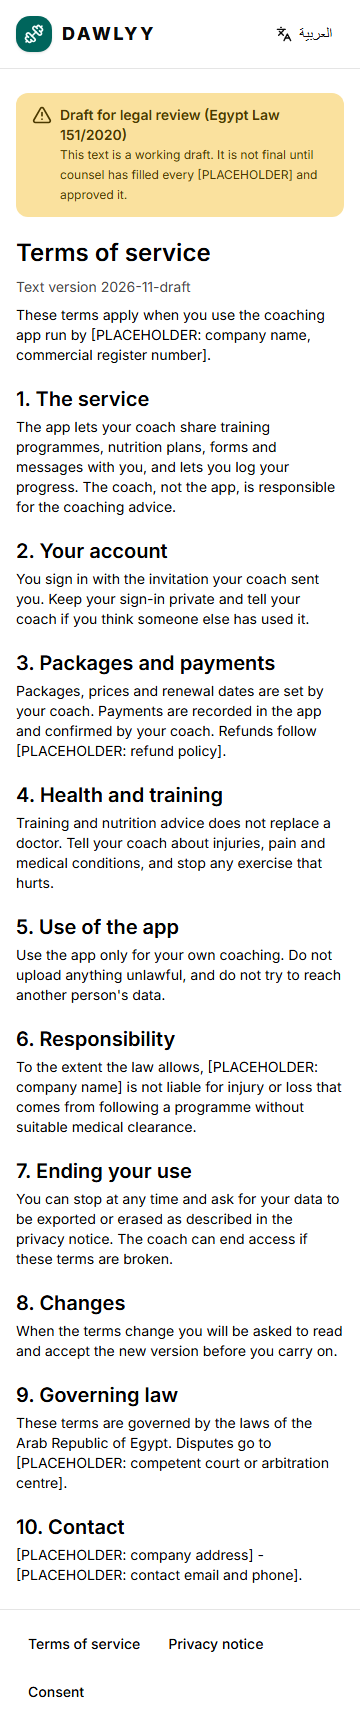 DAWLYY
العربية
Draft for legal review (Egypt Law
151/2020)
This text is a working draft. It is not final until
counsel has filled every [PLACEHOLDER] and
approved it.
Terms of service
Text version 2026-11-draft
These terms apply when you use the coaching
app run by [PLACEHOLDER: company name,
commercial register number].
1. The service
The app lets your coach share training
programmes, nutrition plans, forms and
messages with you, and lets you log your
progress. The coach, not the app, is responsible
for the coaching advice.
2. Your account
You sign in with the invitation your coach sent
you. Keep your sign-in private and tell your
coach if you think someone else has used it.
3. Packages and payments
Packages, prices and renewal dates are set by
your coach. Payments are recorded in the app
and confirmed by your coach. Refunds follow
[PLACEHOLDER: refund policy].
4. Health and training
Training and nutrition advice does not replace a
doctor. Tell your coach about injuries, pain and
medical conditions, and stop any exercise that
hurts.
5. Use of the app
Use the app only for your own coaching. Do not
upload anything unlawful, and do not try to reach
another person's data.
6. Responsibility
To the extent the law allows, [PLACEHOLDER:
company name] is not liable for injury or loss that
comes from following a programme without
suitable medical clearance.
7. Ending your use
You can stop at any time and ask for your data to
be exported or erased as described in the
privacy notice. The coach can end access if
these terms are broken.
8. Changes
When the terms change you will be asked to read
and accept the new version before you carry on.
9. Governing law
These terms are governed by the laws of the
Arab Republic of Egypt. Disputes go to
[PLACEHOLDER: competent court or arbitration
centre].
10. Contact
[PLACEHOLDER: company address] -
[PLACEHOLDER: contact email and phone].
Terms of service
Privacy notice
Consent